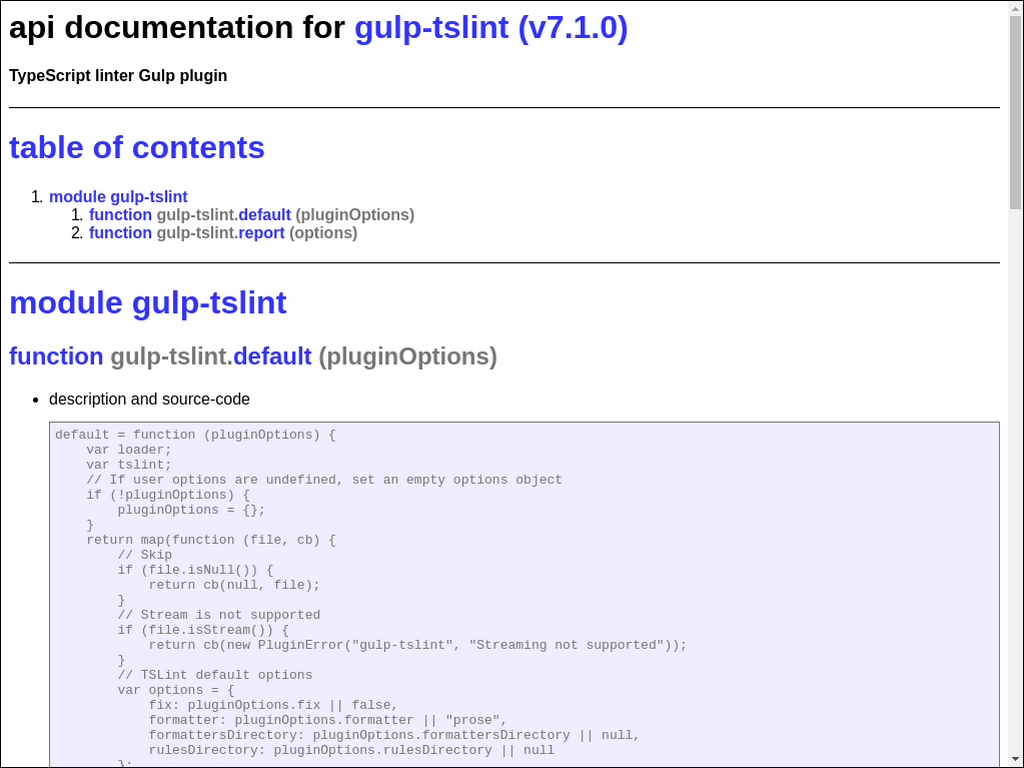 api documentation for gulp-tslint (v7.1.0)
TypeScript linter Gulp plugin
table of contents
1. module gulp-tslint
1. function gulp-tslint.default (pluginOptions)
2. function gulp-tslint.report (options)
module gulp-tslint
function gulp-tslint.default (pluginOptions)
• description and source-code
default = function (pluginOptions) {
    var loader;
    var tslint;
    // If user options are undefined, set an empty options object
    if (!pluginOptions) {
        pluginOptions = {};
    }
    return map(function (file, cb) {
        // Skip
        if (file.isNull()) {
            return cb(null, file);
        }
        // Stream is not supported
        if (file.isStream()) {
            return cb(new PluginError("gulp-tslint", "Streaming not supported"));
        }
        // TSLint default options
        var options = {
            fix: pluginOptions.fix || false,
            formatter: pluginOptions.formatter || "prose",
            formattersDirectory: pluginOptions.formattersDirectory || null,
            rulesDirectory: pluginOptions.rulesDirectory || null
        };